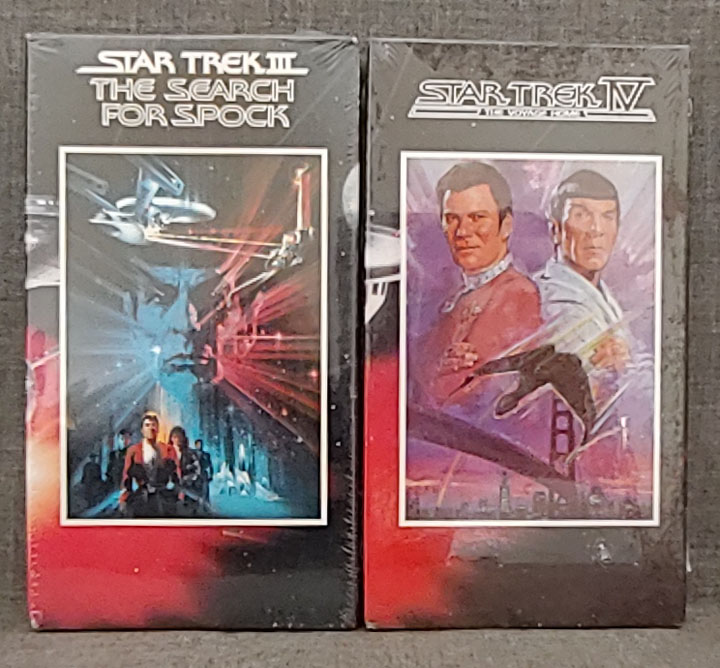 STAR TREK III
THE SEARCH
FOR SPOCK
STAR TREK IV
THE VOYAGE HOME